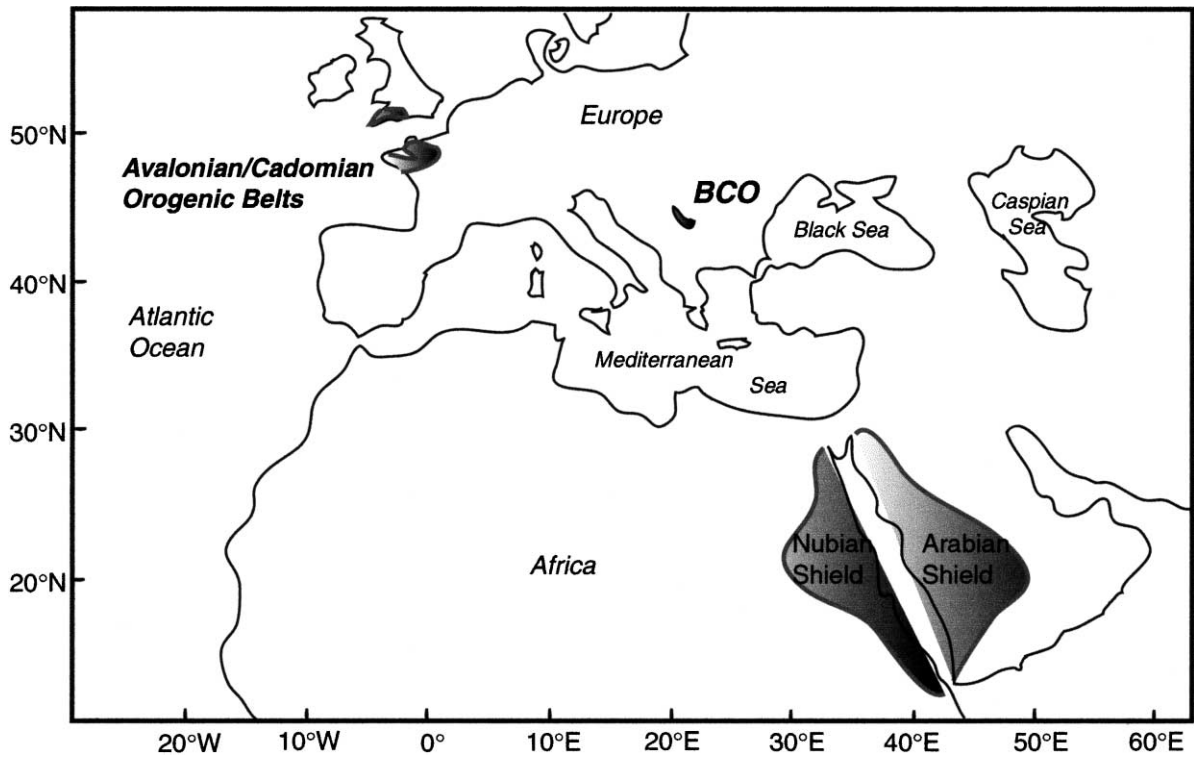 50°N
Europe
Avalonian/Cadomian
Orogenic Belts
BCO
Black Sea
Caspian
Sea
40°N
Atlantic
Ocean
Mediterranean
Sea
30°N
Nubian
Shield
Arabian
Shield
Africa
20°N
20°W 10°W 0° 10°E 20°E 30°E 40°E 50°E 60°E